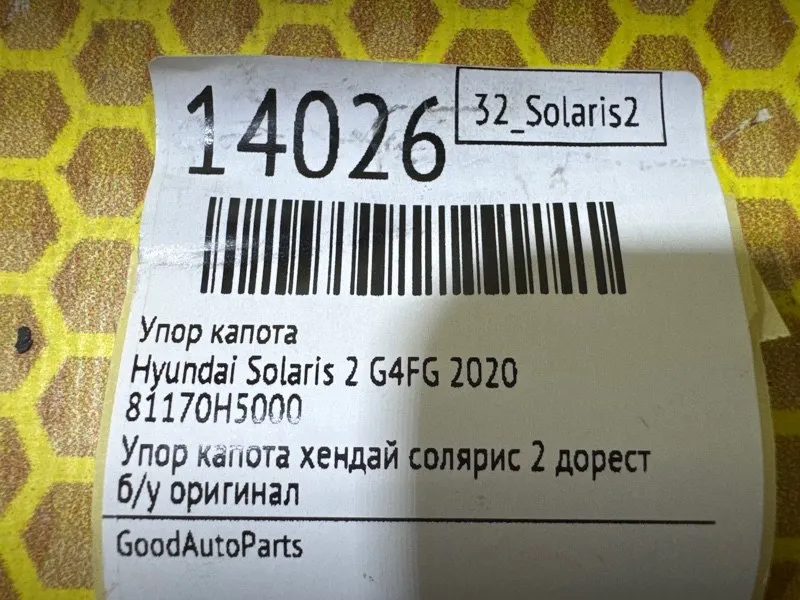 14026
32_Solaris2
Упор капота
Hyundai Solaris 2 G4FG 2020
81170H5000
Упор капота хендай солярис 2 дорест
б/у оригинал
GoodAutoParts